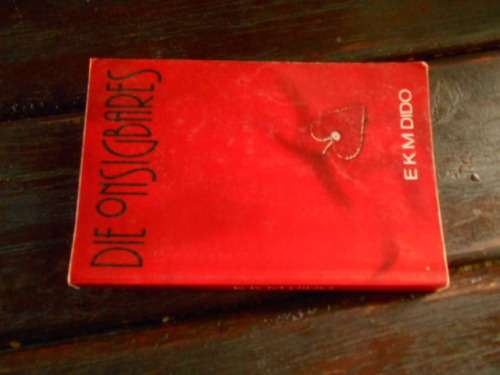 DIE ONSIGBARES
E K M DIDO